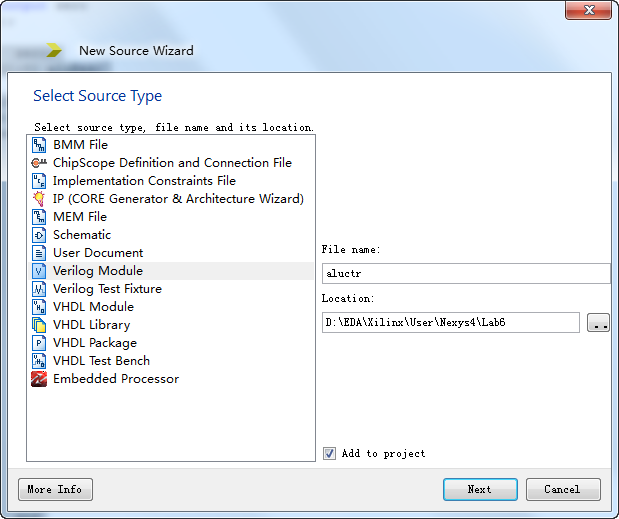 New Source Wizard
Select Source Type
Select source type, file name and its location.
BMM File
ChipScope Definition and Connection File
Implementation Constraints File
IP (CORE Generator & Architecture Wizard)
MEM File
Schematic
User Document
Verilog Module
Verilog Test Fixture
VHDL Module
VHDL Library
VHDL Package
VHDL Test Bench
Embedded Processor
File name:
aluctr
Location:
D:\EDA\Xilinx\User\Nexys4\Lab6
..
Add to project
More Info
Next
Cancel